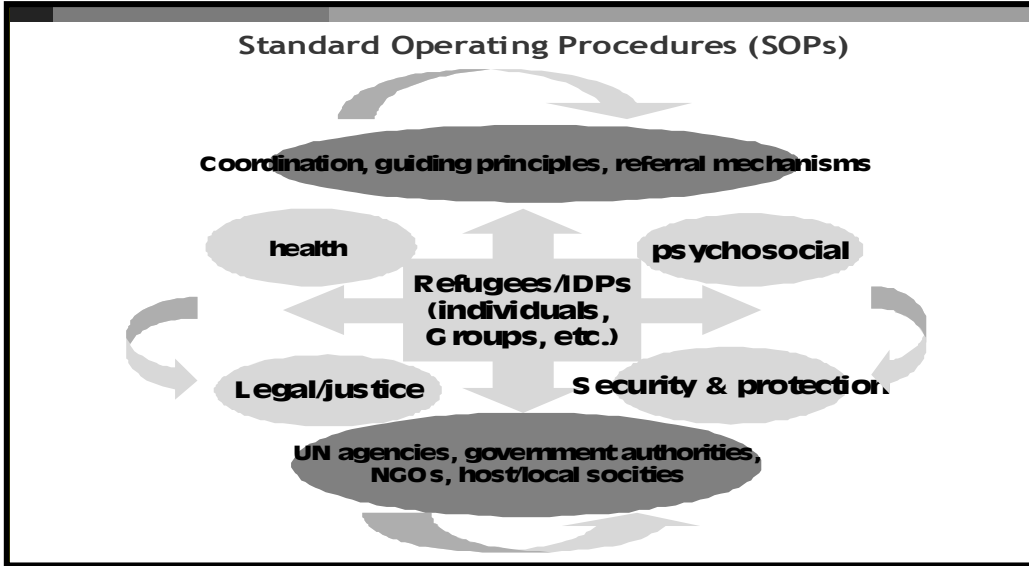 Standard Operating Procedures (SOPs)
Coordination, guiding principles, referral mechanisms
health
psychosocial
Refugees/IDPs
(individuals,
Groups, etc.)
Legal/justice
Security & protection
UN agencies, government authorities,
NGOs, host/local socities